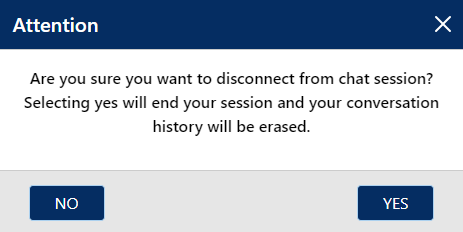 Attention
Are you sure you want to disconnect from chat session?
Selecting yes will end your session and your conversation
history will be erased.
NO
YES